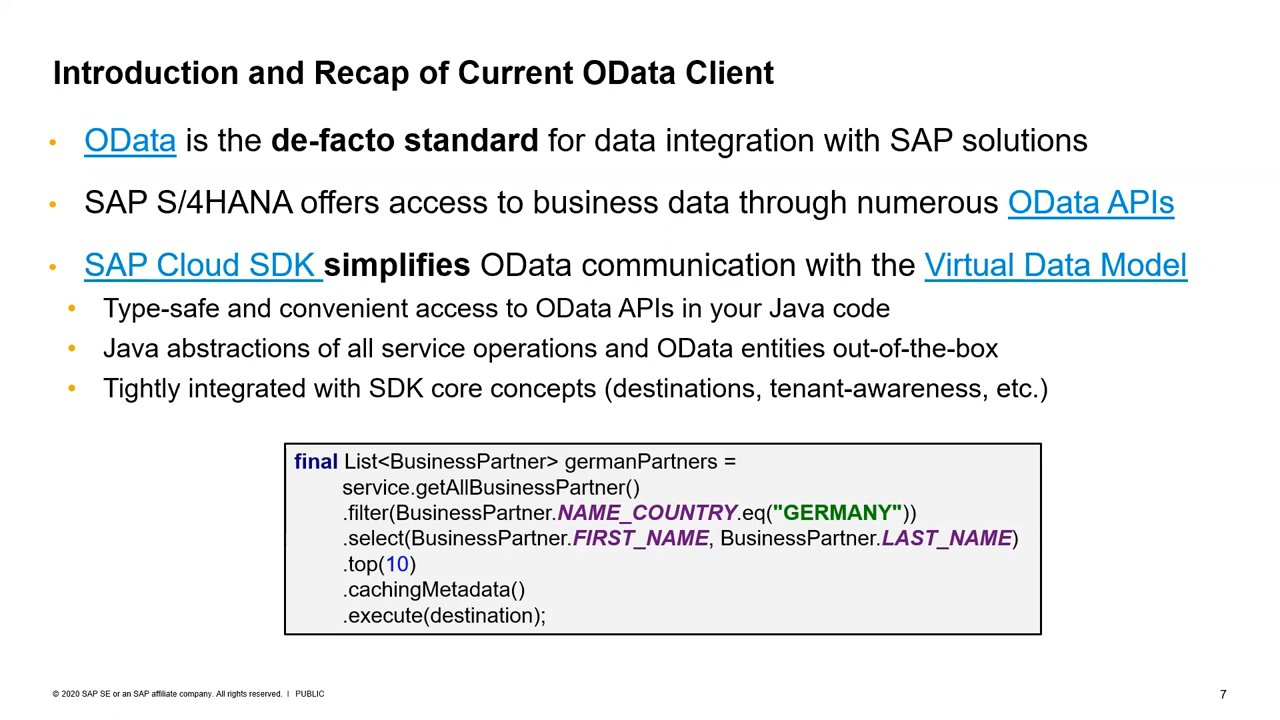 Introduction and Recap of Current OData Client
• OData is the de-facto standard for data integration with SAP solutions
• SAP S/4HANA offers access to business data through numerous OData APIs
• SAP Cloud SDK simplifies OData communication with the Virtual Data Model
• Type-safe and convenient access to OData APIs in your Java code
• Java abstractions of all service operations and OData entities out-of-the-box
• Tightly integrated with SDK core concepts (destinations, tenant-awareness, etc.)
final List<BusinessPartner> germanPartners =
service.getAllBusinessPartner()
.filter(BusinessPartner.NAME_COUNTRY.eq("GERMANY"))
.select(BusinessPartner.FIRST_NAME, BusinessPartner.LAST_NAME)
.top(10)
.cachingMetadata()
.execute(destination);
© 2020 SAP SE or an SAP affiliate company. All rights reserved. | PUBLIC
7